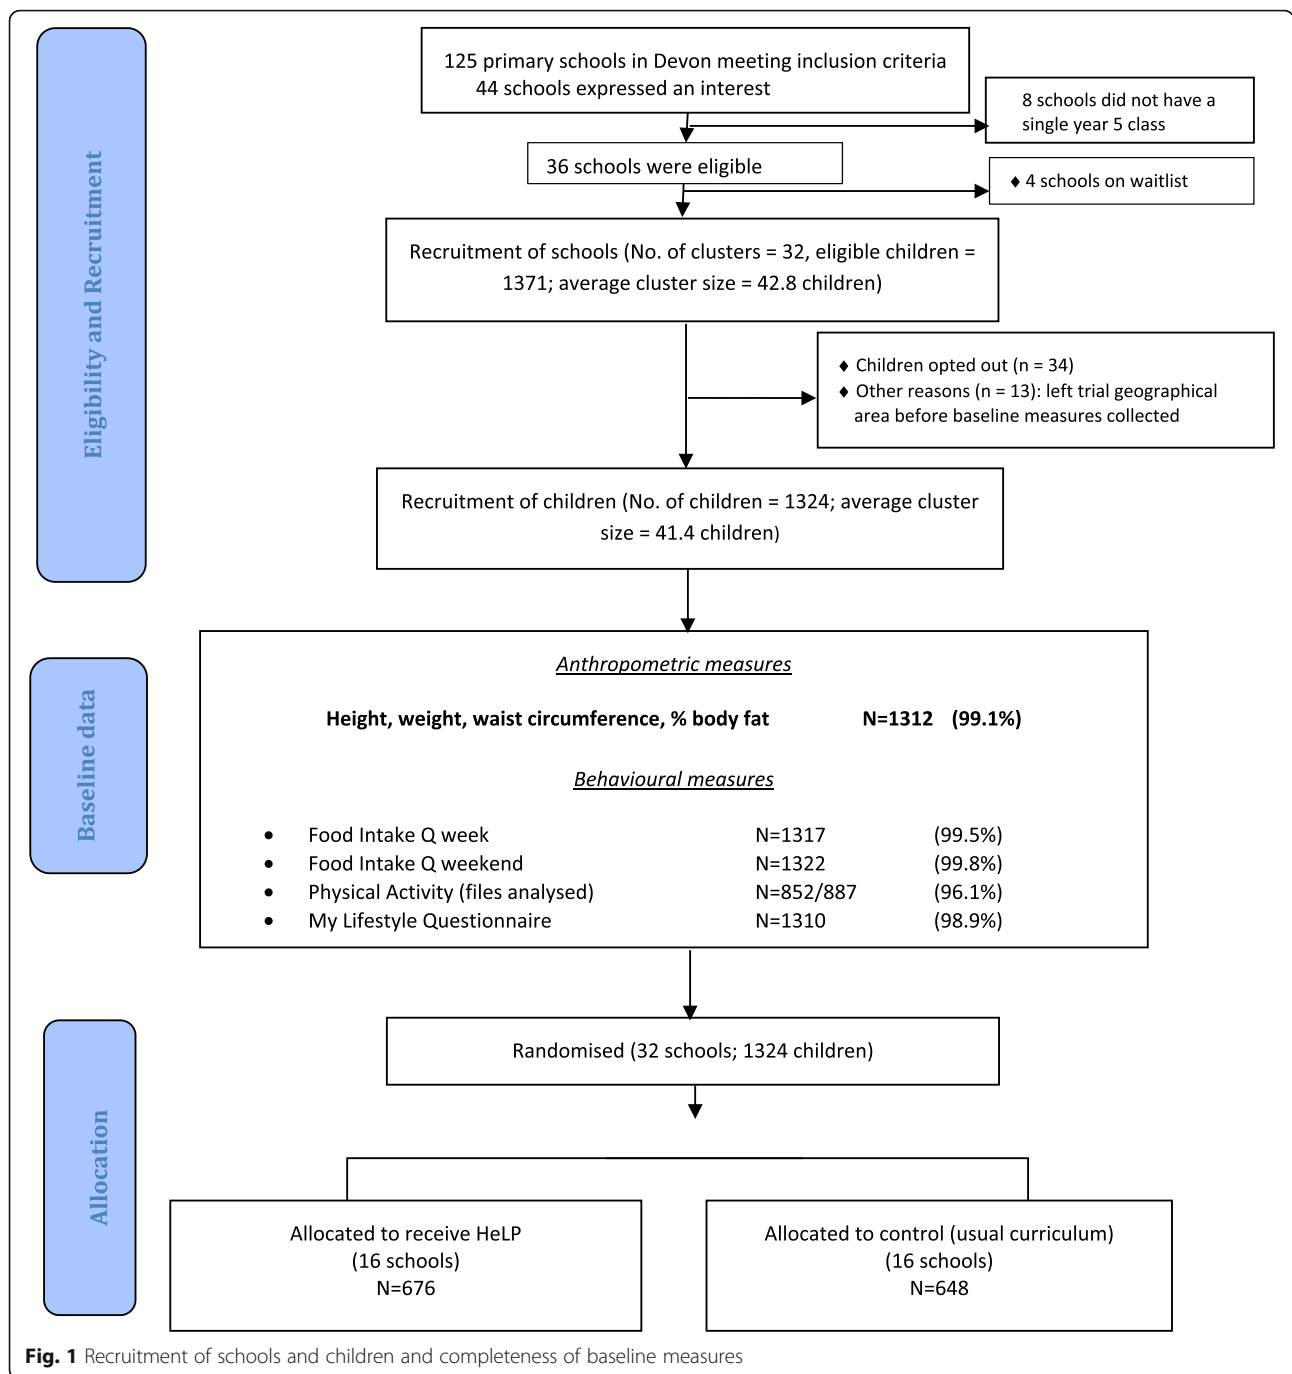 Eligibility and Recruitment
125 primary schools in Devon meeting inclusion criteria
44 schools expressed an interest
8 schools did not have a
single year 5 class
36 schools were eligible
♦ 4 schools on waitlist
Recruitment of schools (No. of clusters = 32, eligible children =
1371; average cluster size = 42.8 children)
♦ Children opted out (n = 34)
♦ Other reasons (n = 13): left trial geographical
area before baseline measures collected
Recruitment of children (No. of children = 1324; average cluster
size = 41.4 children)
Baseline data
Anthropometric measures
Height, weight, waist circumference, % body fat N=1312 (99.1%)
Behavioural measures
• Food Intake Q week N=1317 (99.5%)
• Food Intake Q weekend N=1322 (99.8%)
• Physical Activity (files analysed) N=852/887 (96.1%)
• My Lifestyle Questionnaire N=1310 (98.9%)
Allocation
Randomised (32 schools; 1324 children)
Allocated to receive HeLP
(16 schools)
N=676
Allocated to control (usual curriculum)
(16 schools)
N=648
Fig. 1 Recruitment of schools and children and completeness of baseline measures